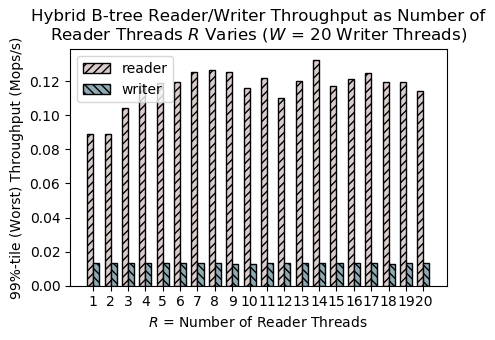 Hybrid B-tree Reader/Writer Throughput as Number of
Reader Threads R Varies (W = 20 Writer Threads)
99%-tile (Worst) Throughput (Mops/s)
0.12
0.10
0.08
0.06
0.04
0.02
0.00
reader
writer
1 2 3 4 5 6 7 8 9 10 11 12 13 14 15 16 17 18 19 20
R = Number of Reader Threads